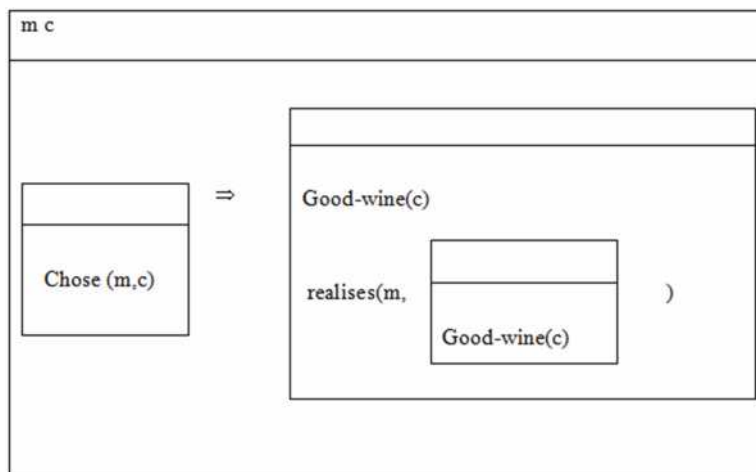 m c
⇒
Good-wine(c)
Chose (m,c)
realises(m,
)
Good-wine(c)